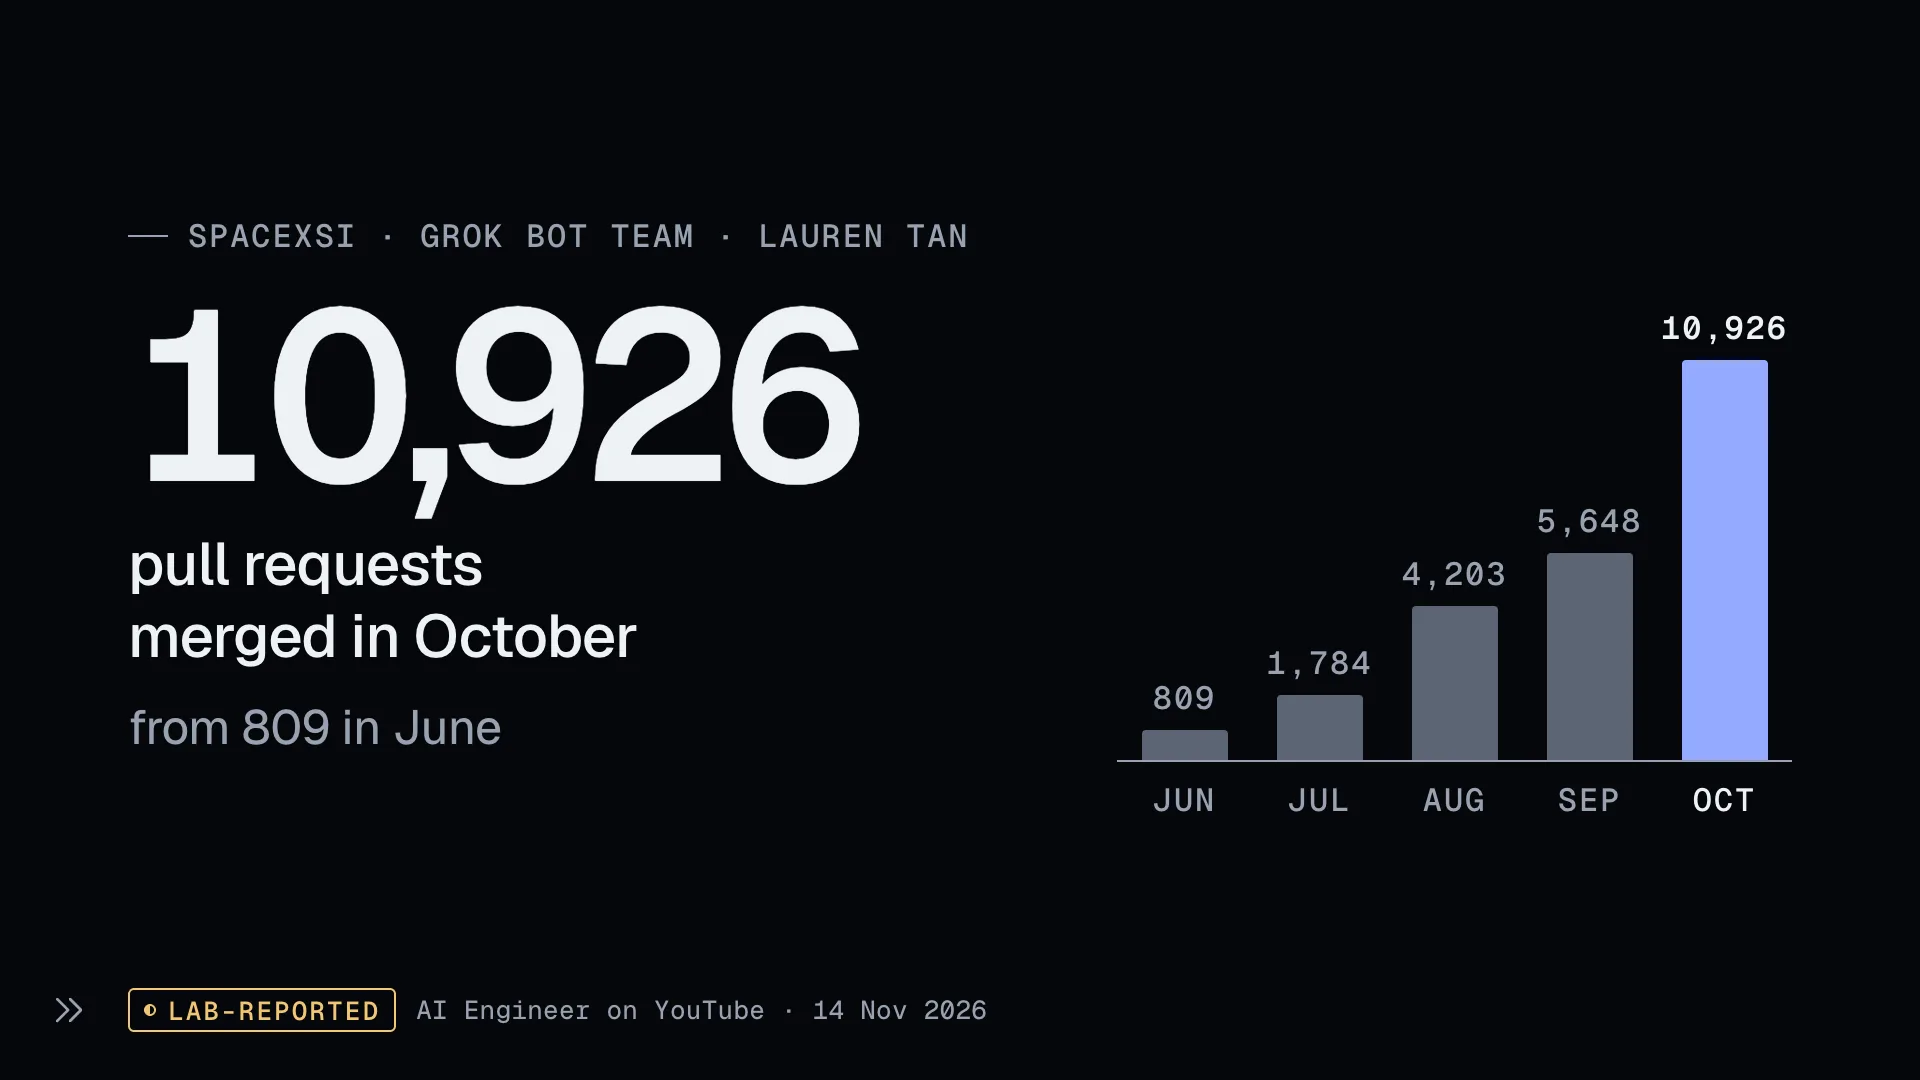 SPACEXSI · GROK BOT TEAM · LAUREN TAN
10,926
pull requests
merged in October
from 809 in June
10,926
5,648
4,203
1,784
809
JUN JUL AUG SEP OCT
LAB-REPORTED AI Engineer on YouTube · 14 Nov 2026